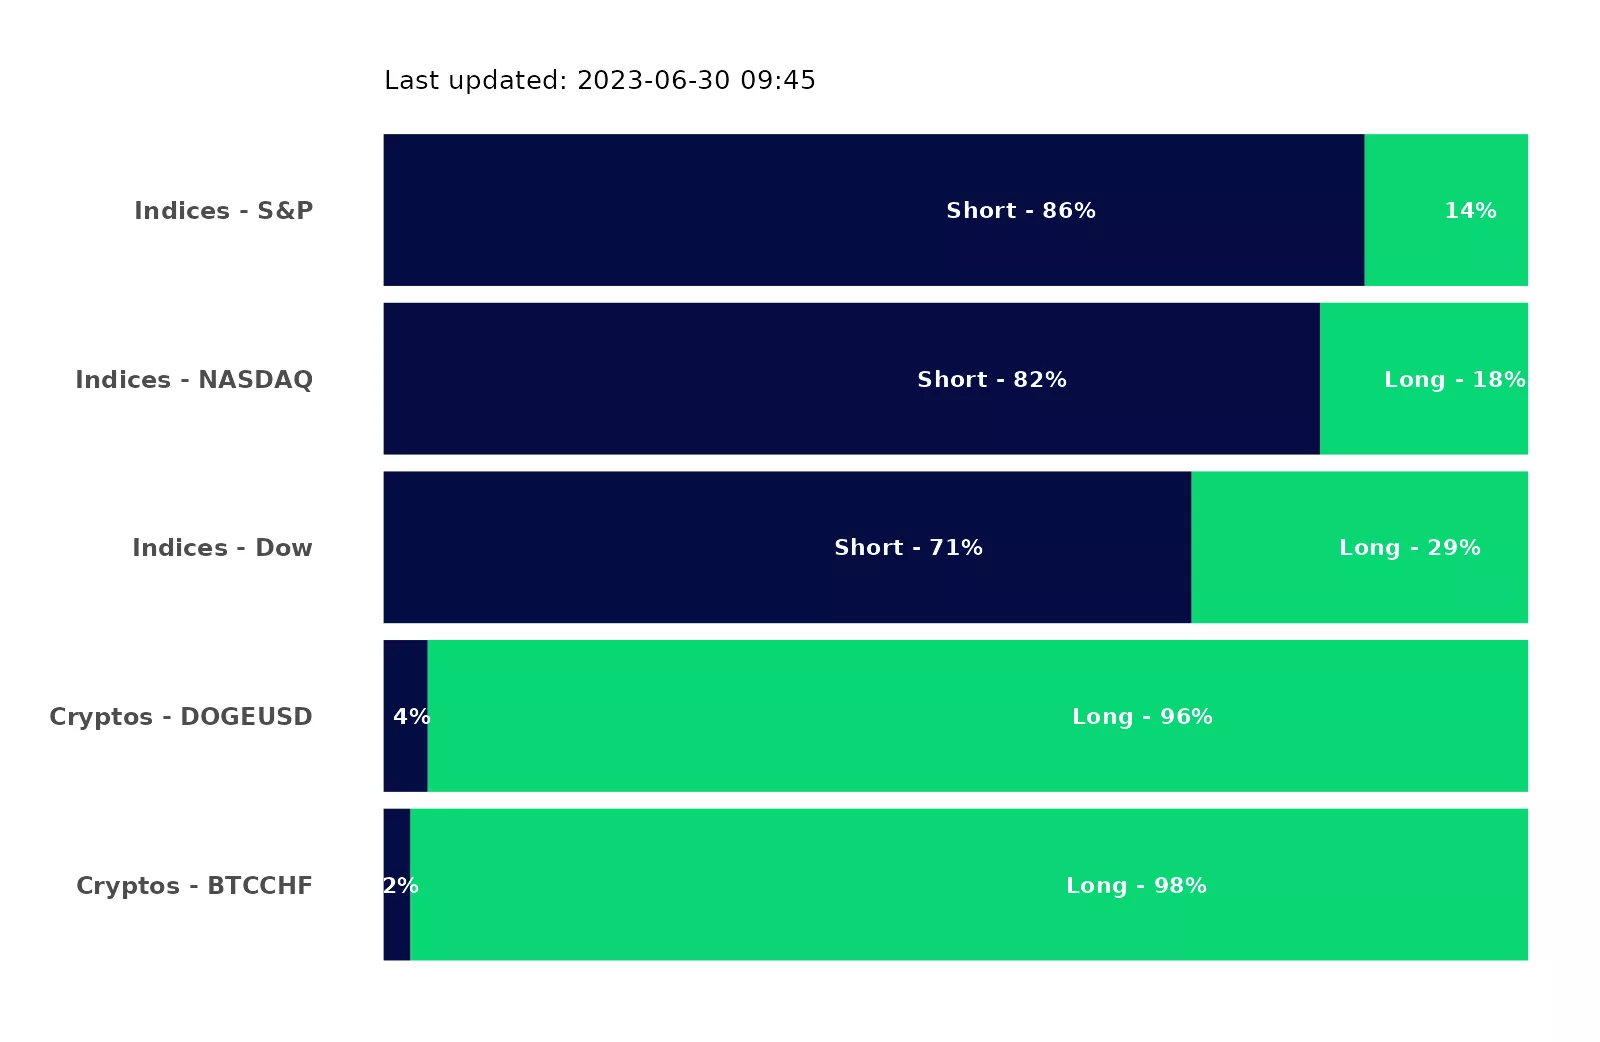 Last updated: 2023-06-30 09:45
Indices - S&P Short - 86% 14%
Indices - NASDAQ Short - 82% Long - 18%
Indices - Dow Short - 71% Long - 29%
Cryptos - DOGEUSD 4% Long - 96%
Cryptos - BTCCHF 2% Long - 98%